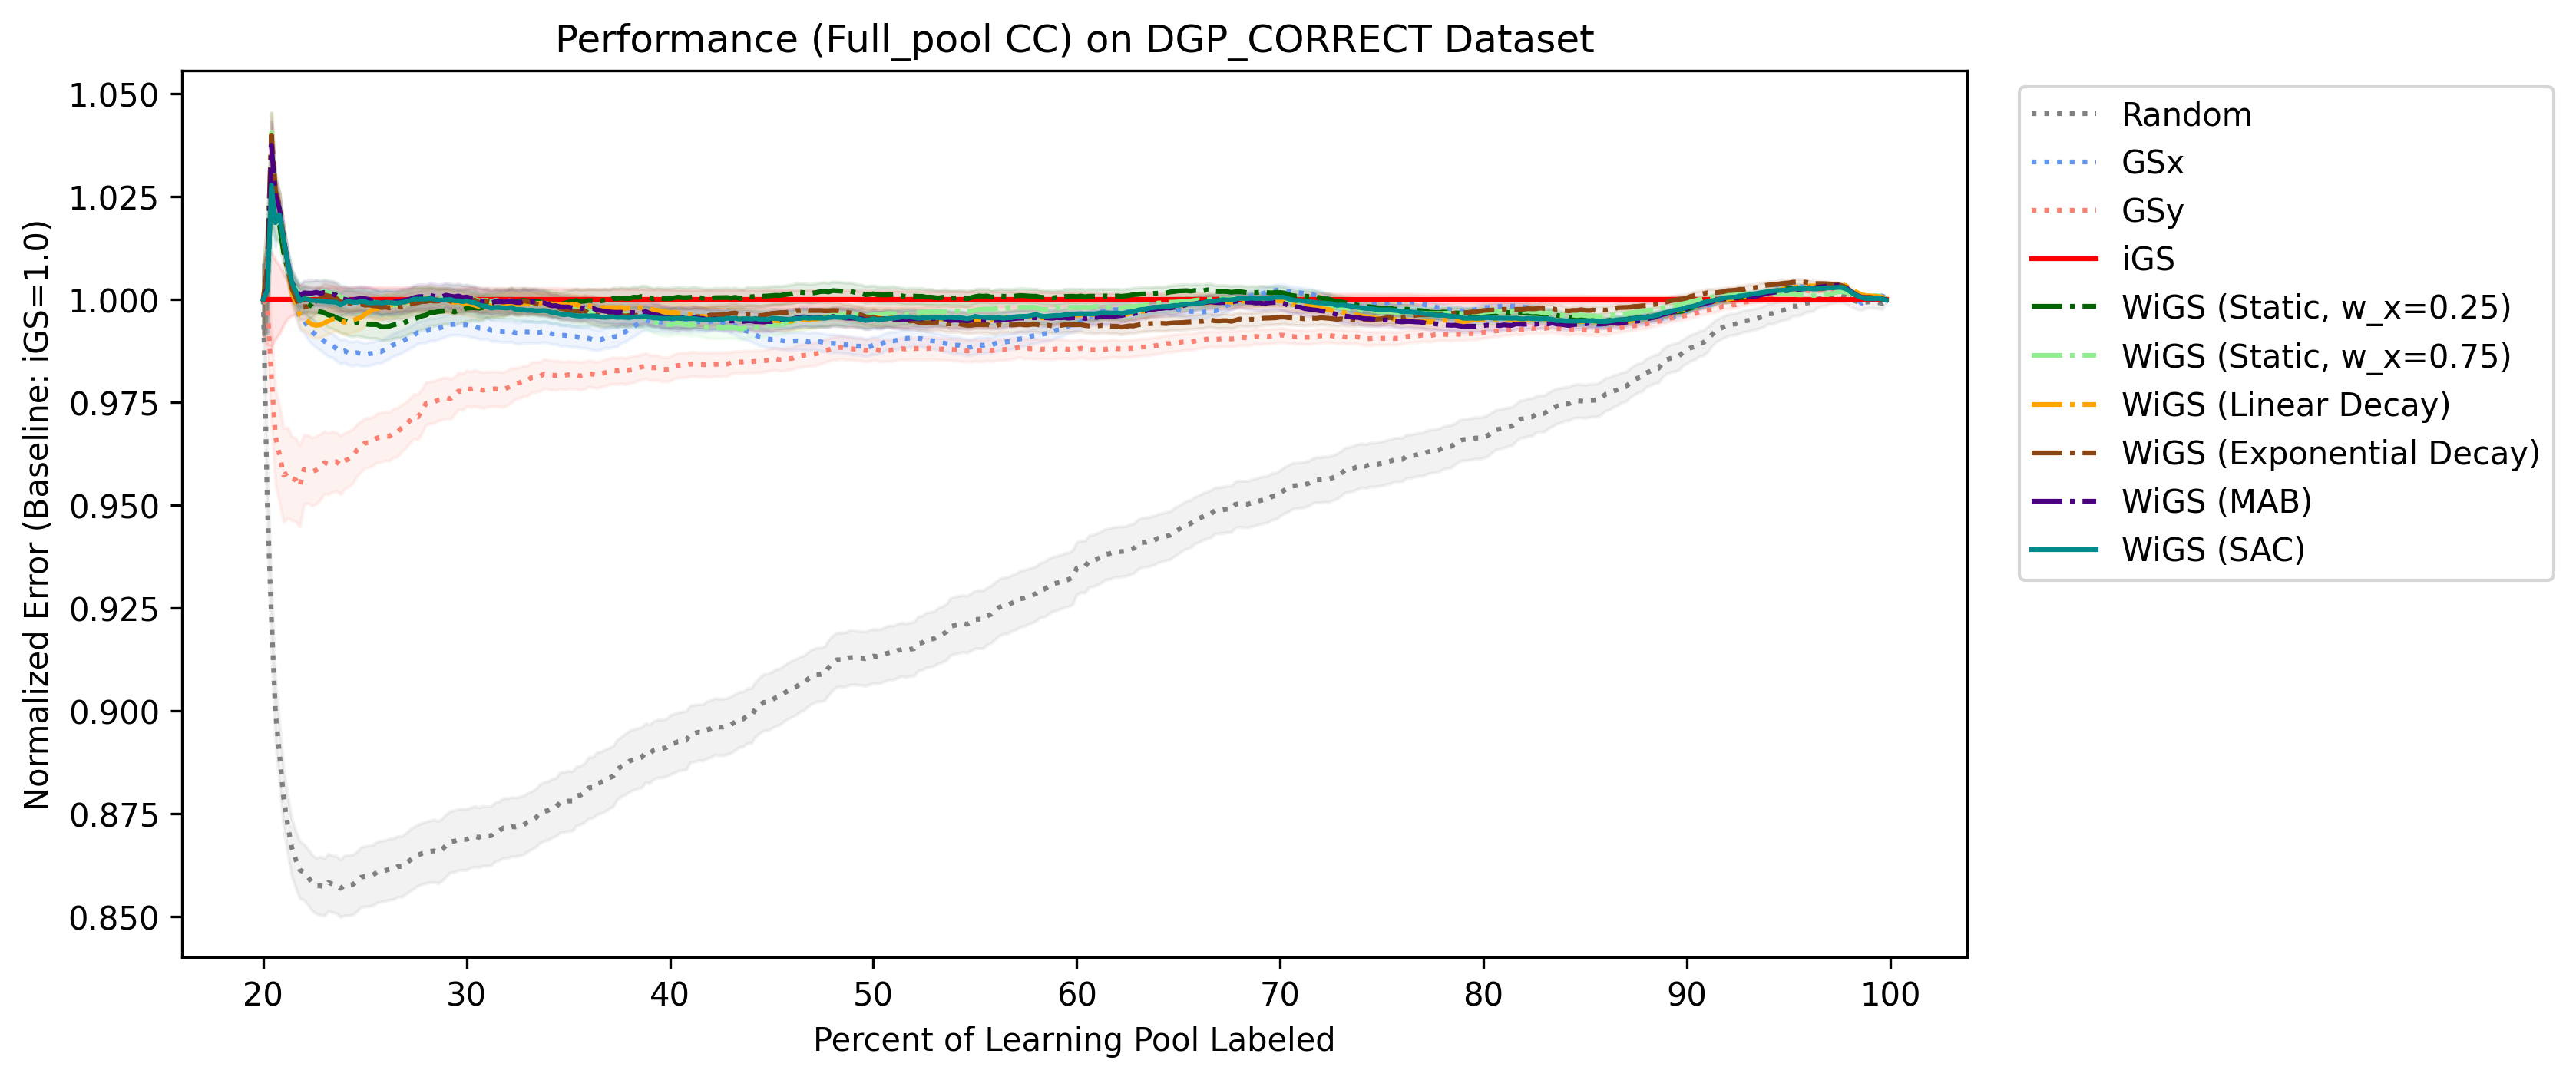 Performance (Full_pool CC) on DGP_CORRECT Dataset
Normalized Error (Baseline: iGS=1.0)
1.050
1.025
1.000
0.975
0.950
0.925
0.900
0.875
0.850
20 30 40 50 60 70 80 90 100
Percent of Learning Pool Labeled
Random
GSx
GSy
iGS
WiGS (Static, w_x=0.25)
WiGS (Static, w_x=0.75)
WiGS (Linear Decay)
WiGS (Exponential Decay)
WiGS (MAB)
WiGS (SAC)